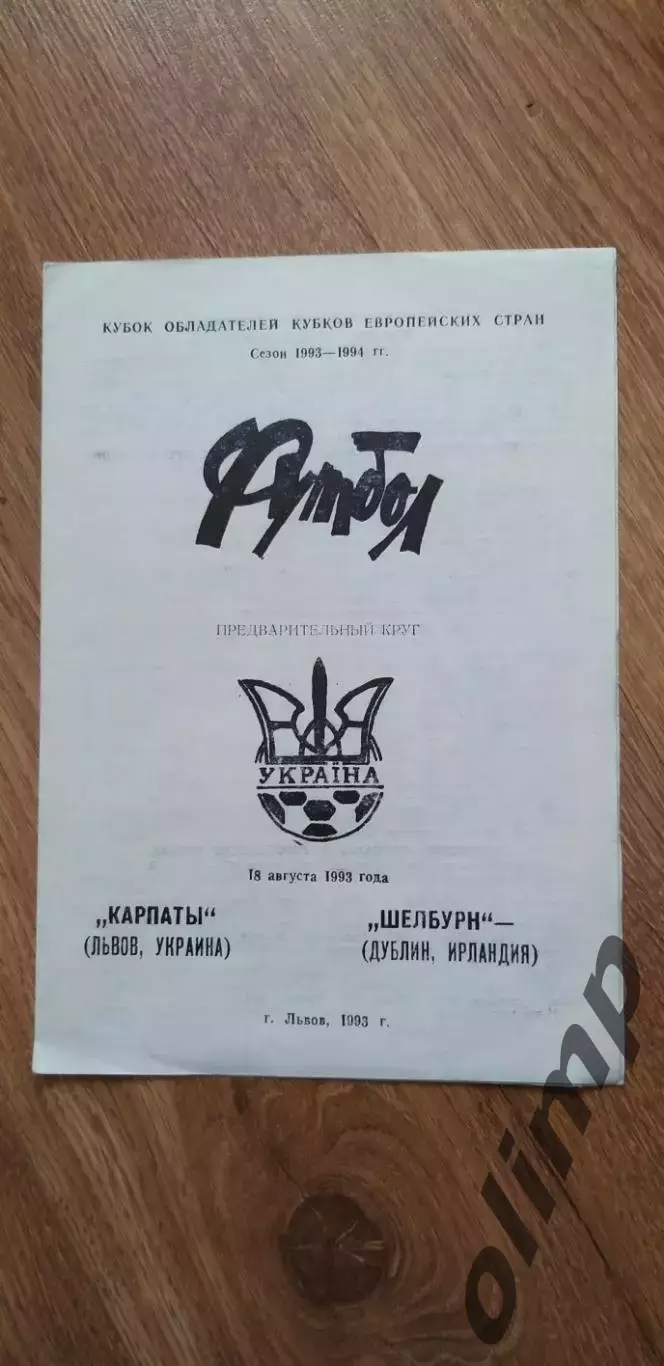 КУБОК ОБЛАДАТЕЛЕЙ КУБКОВ ЕВРОПЕЙСКИХ СТРАН
Сезон 1993—1994 гг.
Футбол
ПРЕДВАРИТЕЛЬНЫЙ КРУГ
УКРАЇНА
18 августа 1993 года
„КАРПАТЫ“ „ШЕЛБУРН“—
(ЛЬВОВ, УКРАИНА) (ДУБЛИН, ИРЛАНДИЯ)
г. Львов, 1993 г.
olimp